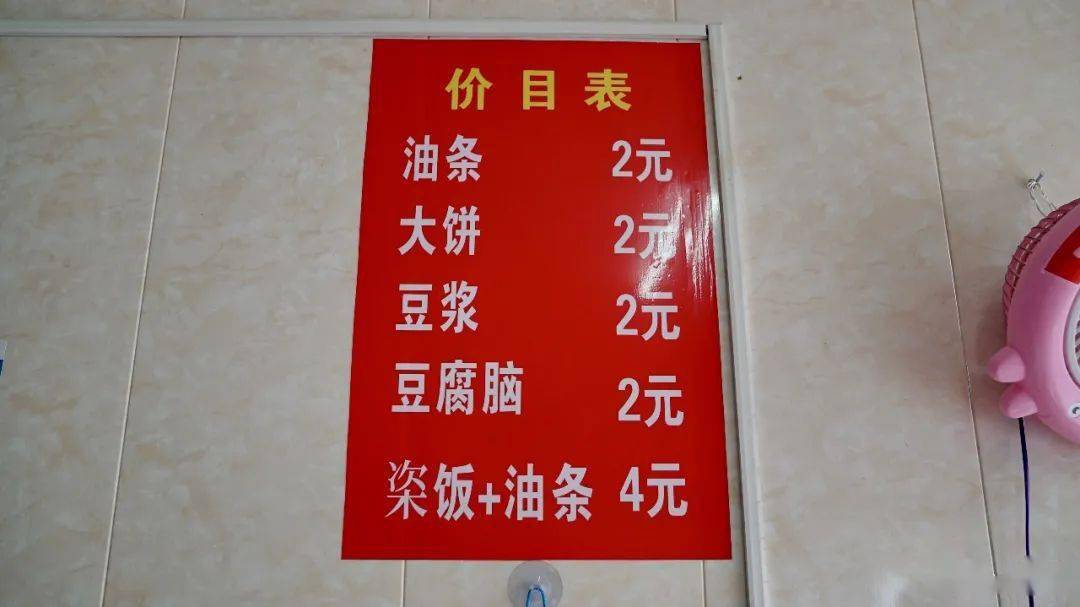 价目表
油条 2元
大饼 2元
豆浆 2元
豆腐脑 2元
粢饭+油条 4元